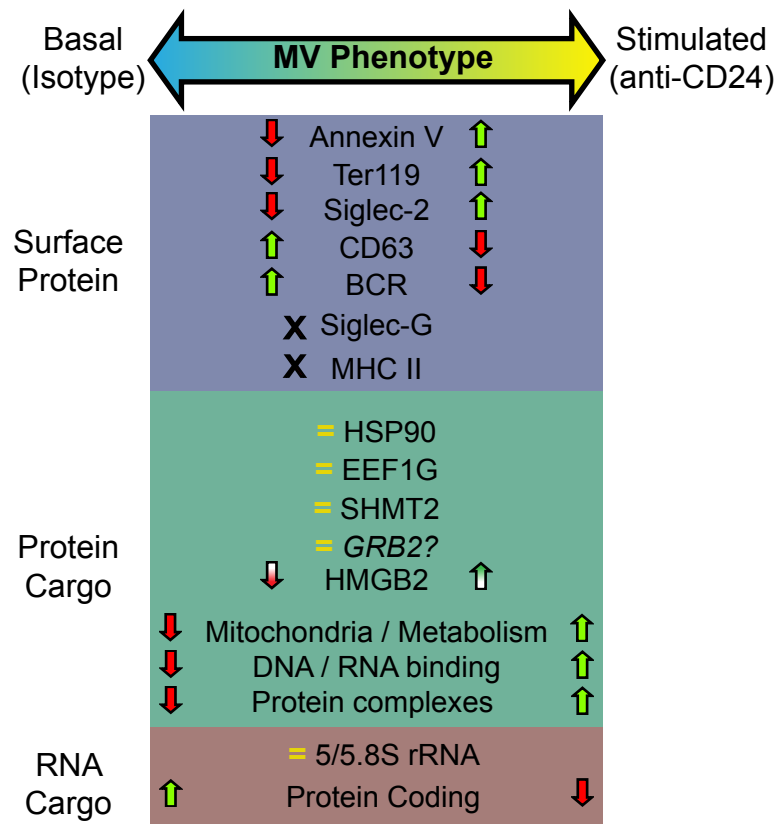 Basal
(Isotype)
MV Phenotype
Stimulated
(anti-CD24)
Surface
Protein
Annexin V
Ter119
Siglec-2
CD63
BCR
X Siglec-G
X MHC II
Protein
Cargo
= HSP90
= EEF1G
= SHMT2
= GRB2?
HMGB2
Mitochondria / Metabolism
DNA / RNA binding
Protein complexes
RNA
Cargo
= 5/5.8S rRNA
Protein Coding